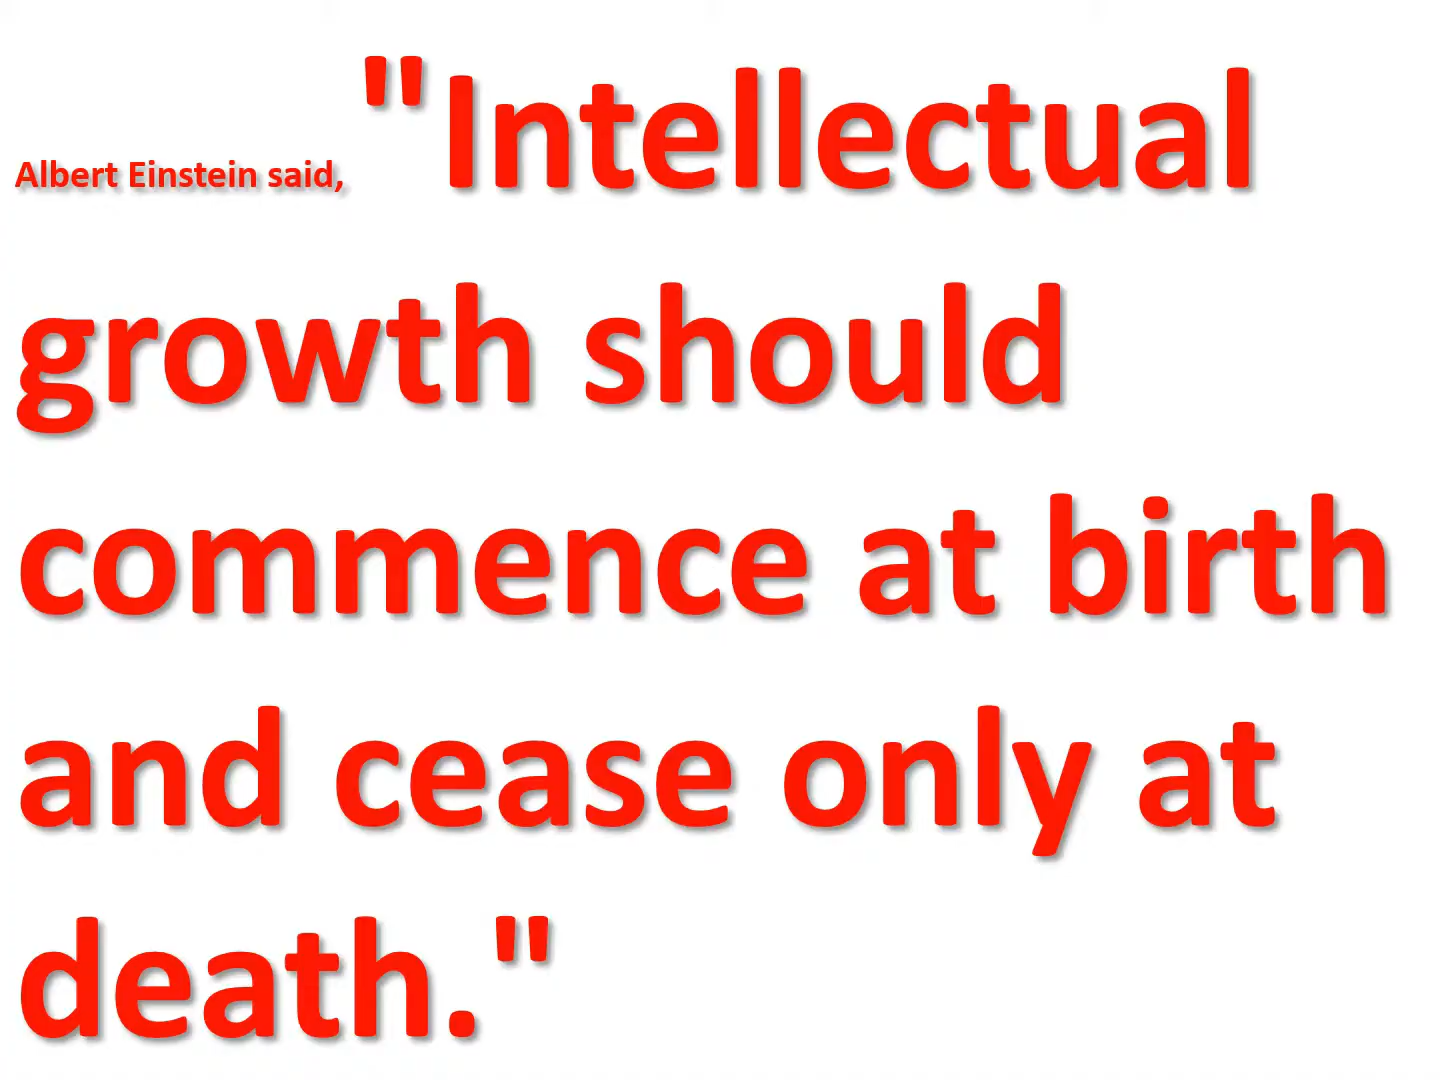 Albert Einstein said, "Intellectual
growth should
commence at birth
and cease only at
death."